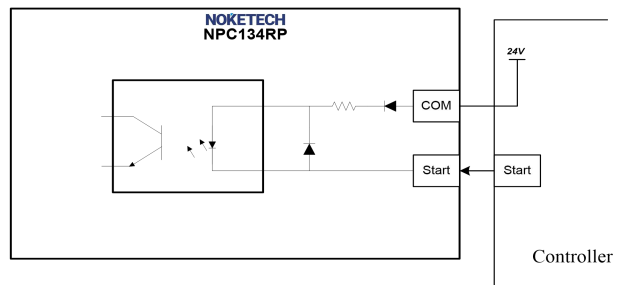 NOKETECH
NPC134RP
24V
COM
Start
Start
Controller